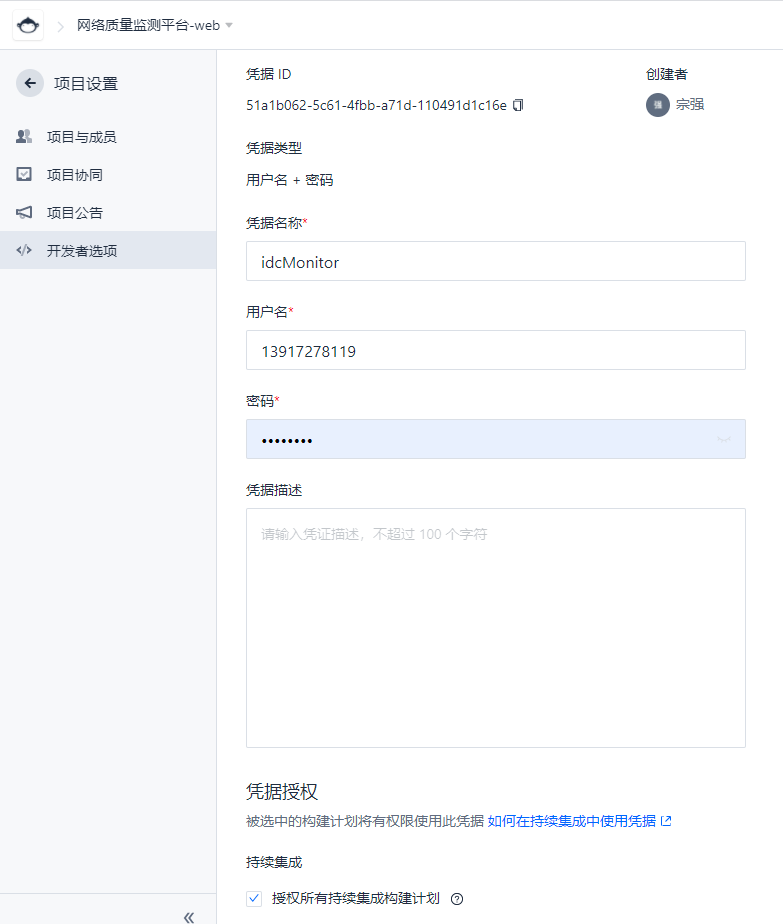 网络质量监测平台-web
项目设置
项目与成员
项目协同
项目公告
开发者选项
凭据 ID
创建者
51a1b062-5c61-4fbb-a71d-110491d1c16e
强 宗强
凭据类型
用户名 + 密码
凭据名称*
idcMonitor
用户名*
13917278119
密码*
••••••••
凭据描述
请输入凭证描述，不超过 100 个字符
凭据授权
被选中的构建计划将有权限使用此凭据 如何在持续集成中使用凭据
持续集成
授权所有持续集成构建计划